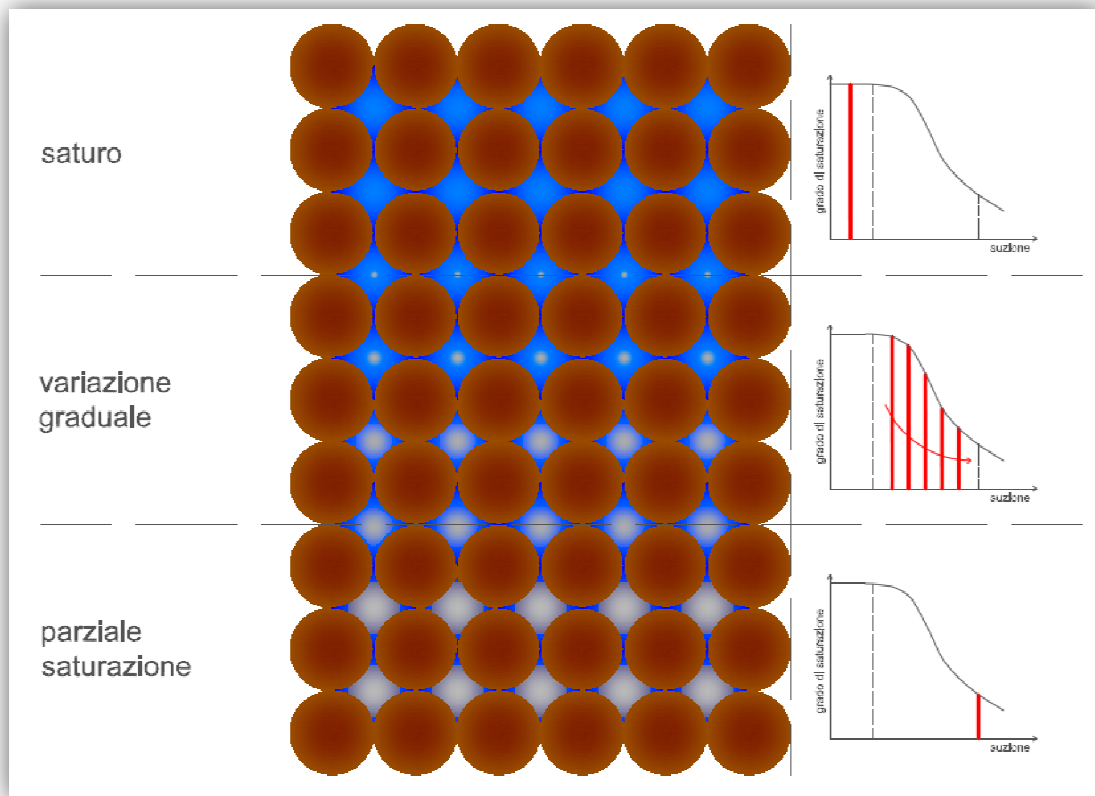 saturo
grado di saturazione
suzione
variazione
graduale
grado di saturazione
suzione
parziale
saturazione
grado di saturazione
suzione